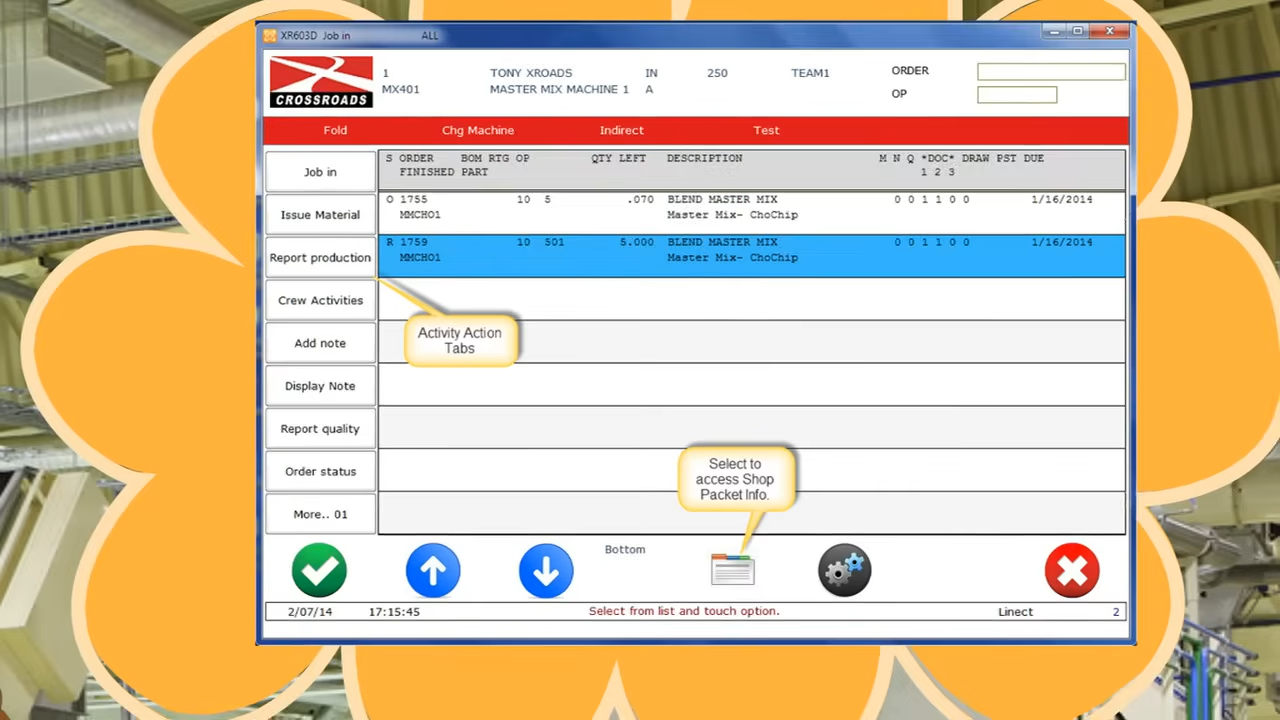 XR603D Job in ALL
CROSSROADS
1 TONY XROADS IN 250 TEAM1 ORDER
MX401 MASTER MIX MACHINE 1 A OP
Fold Chg Machine Indirect Test
Job in
Issue Material
Report production
Crew Activities
Add note
Display Note
Report quality
Order status
More.. 01
S ORDER BOM RTG OP QTY LEFT DESCRIPTION M N Q *DOC* DRAW PST DUE
FINISHED PART 1 2 3
O 1755 10 5 .070 BLEND MASTER MIX 0 0 1 1 0 0 1/16/2014
MMCHO1 Master Mix- ChoChip
R 1759 10 501 5.000 BLEND MASTER MIX 0 0 1 1 0 0 1/16/2014
MMCHO1 Master Mix- ChoChip
Activity Action
Tabs
Select to
access Shop
Packet Info.
Bottom
2/07/14 17:15:45 Select from list and touch option. Linect 2